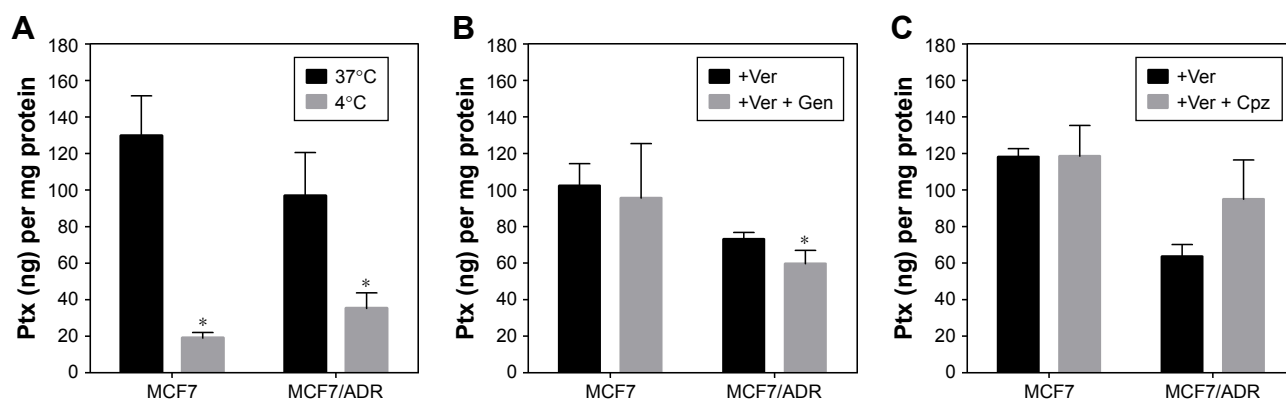 A
Ptx (ng) per mg protein
180
160
140
120
100
80
60
40
20
0
37°C
4°C
*
*
MCF7
MCF7/ADR
B
Ptx (ng) per mg protein
180
160
140
120
100
80
60
40
20
0
+Ver
+Ver + Gen
*
MCF7
MCF7/ADR
C
Ptx (ng) per mg protein
180
160
140
120
100
80
60
40
20
0
+Ver
+Ver + Cpz
MCF7
MCF7/ADR